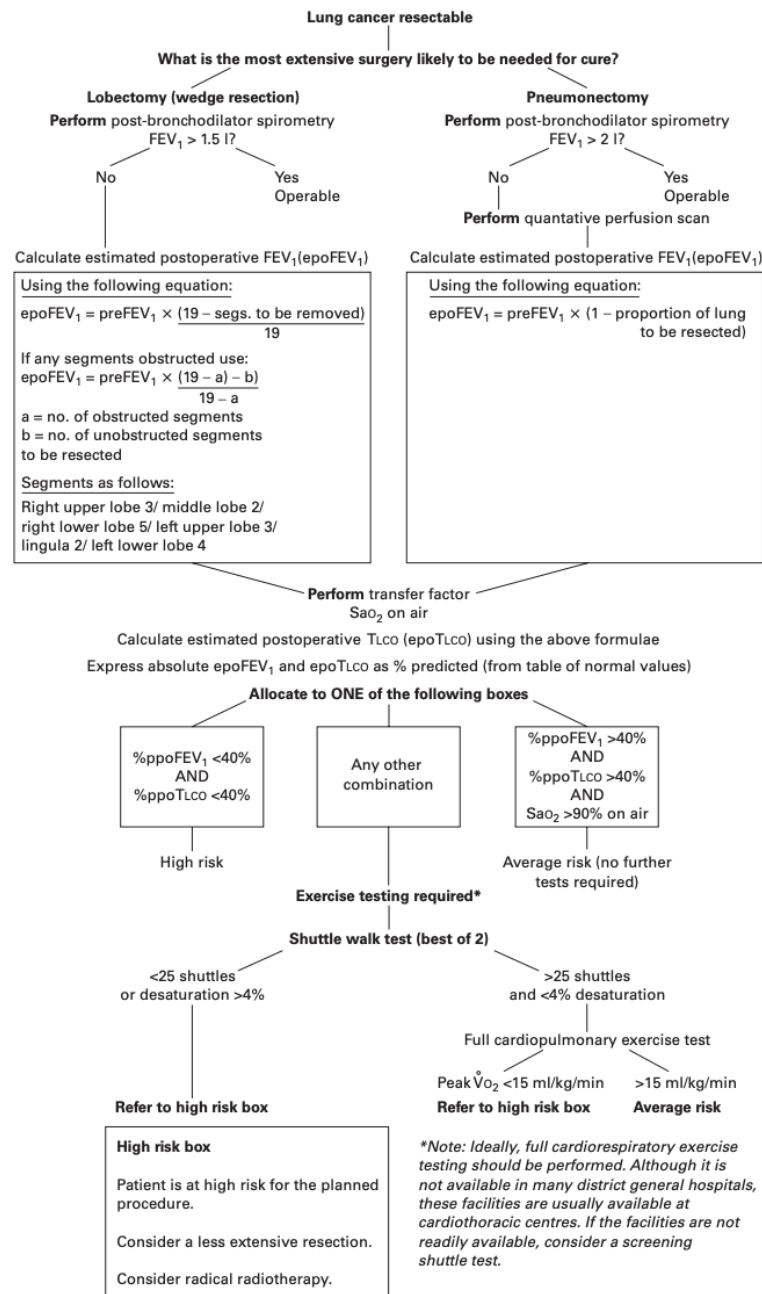 Lung cancer resectable
What is the most extensive surgery likely to be needed for cure?
Lobectomy (wedge resection)
Perform post-bronchodilator spirometry
FEV1 > 1.5 l?
No
Yes
Operable
Pneumonectomy
Perform post-bronchodilator spirometry
FEV1 > 2 l?
No
Yes
Operable
Perform quantative perfusion scan
Calculate estimated postoperative FEV1(epoFEV1)
Using the following equation:
epoFEV1 = preFEV1 × (19 – segs. to be removed)
19
If any segments obstructed use:
epoFEV1 = preFEV1 × (19 – a) – b)
19 – a
a = no. of obstructed segments
b = no. of unobstructed segments
to be resected
Segments as follows:
Right upper lobe 3/ middle lobe 2/
right lower lobe 5/ left upper lobe 3/
lingula 2/ left lower lobe 4
Calculate estimated postoperative FEV1(epoFEV1)
Using the following equation:
epoFEV1 = preFEV1 × (1 – proportion of lung
to be resected)
Perform transfer factor
SaO2 on air
Calculate estimated postoperative TLCO (epoTLCO) using the above formulae
Express absolute epoFEV1 and epoTLCO as % predicted (from table of normal values)
Allocate to ONE of the following boxes
%ppoFEV1 <40%
AND
%ppoTLCO <40%
Any other
combination
%ppoFEV1 >40%
AND
%ppoTLCO >40%
AND
SaO2 >90% on air
High risk
Average risk (no further
tests required)
Exercise testing required*
Shuttle walk test (best of 2)
<25 shuttles
or desaturation >4%
>25 shuttles
and <4% desaturation
Full cardiopulmonary exercise test
Peak V̊O2 <15 ml/kg/min
>15 ml/kg/min
Refer to high risk box
Refer to high risk box
Average risk
High risk box
Patient is at high risk for the planned
procedure.
Consider a less extensive resection.
Consider radical radiotherapy.
*Note: Ideally, full cardiorespiratory exercise
testing should be performed. Although it is
not available in many district general hospitals,
these facilities are usually available at
cardiothoracic centres. If the facilities are not
readily available, consider a screening
shuttle test.